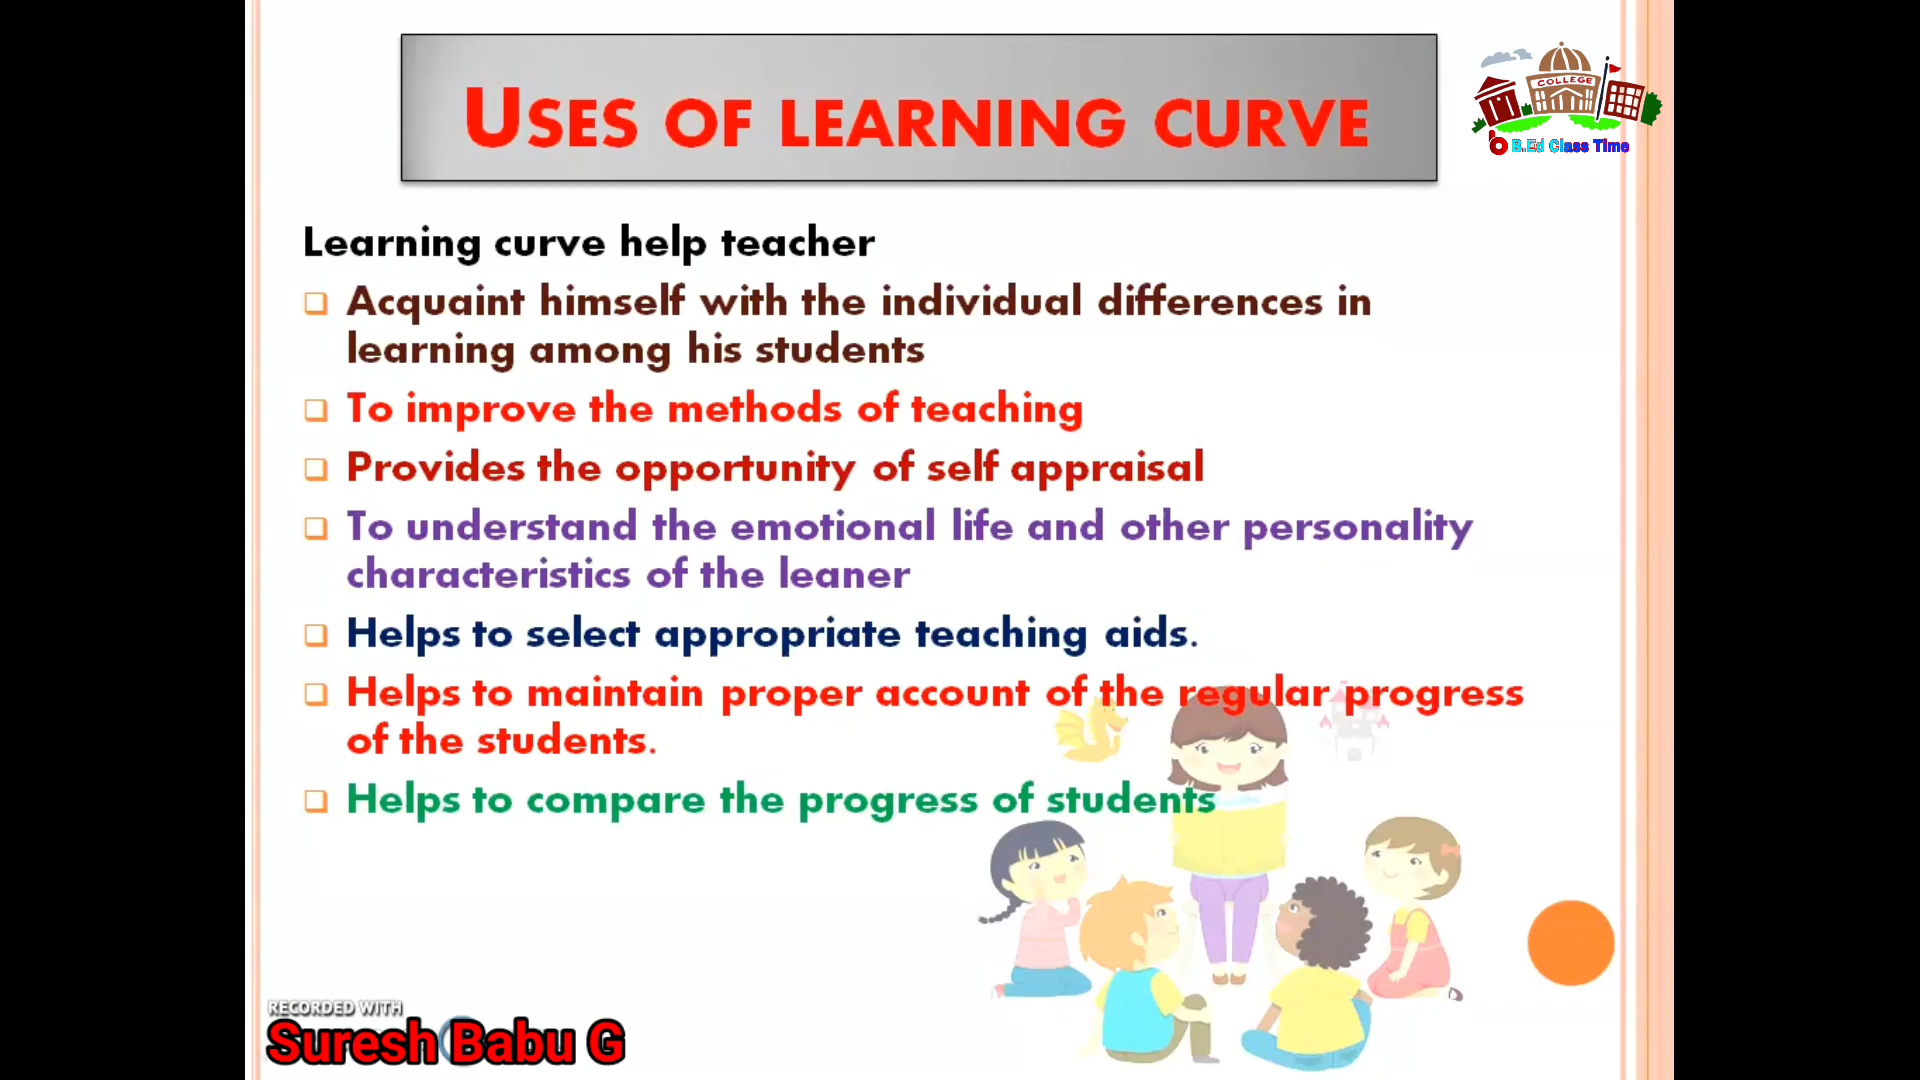 USES OF LEARNING CURVE
COLLEGE
B.Ed Class Time
Learning curve help teacher
Acquaint himself with the individual differences in
learning among his students
To improve the methods of teaching
Provides the opportunity of self appraisal
To understand the emotional life and other personality
characteristics of the leaner
Helps to select appropriate teaching aids.
Helps to maintain proper account of the regular progress
of the students.
Helps to compare the progress of students
RECORDED WITH
Suresh Babu G